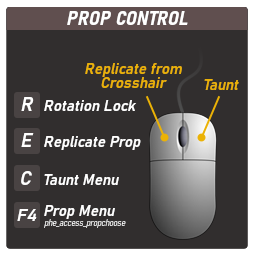 PROP CONTROL
Replicate from
Crosshair
Taunt
R Rotation Lock
E Replicate Prop
C Taunt Menu
F4 Prop Menu
phe_access_propchoose